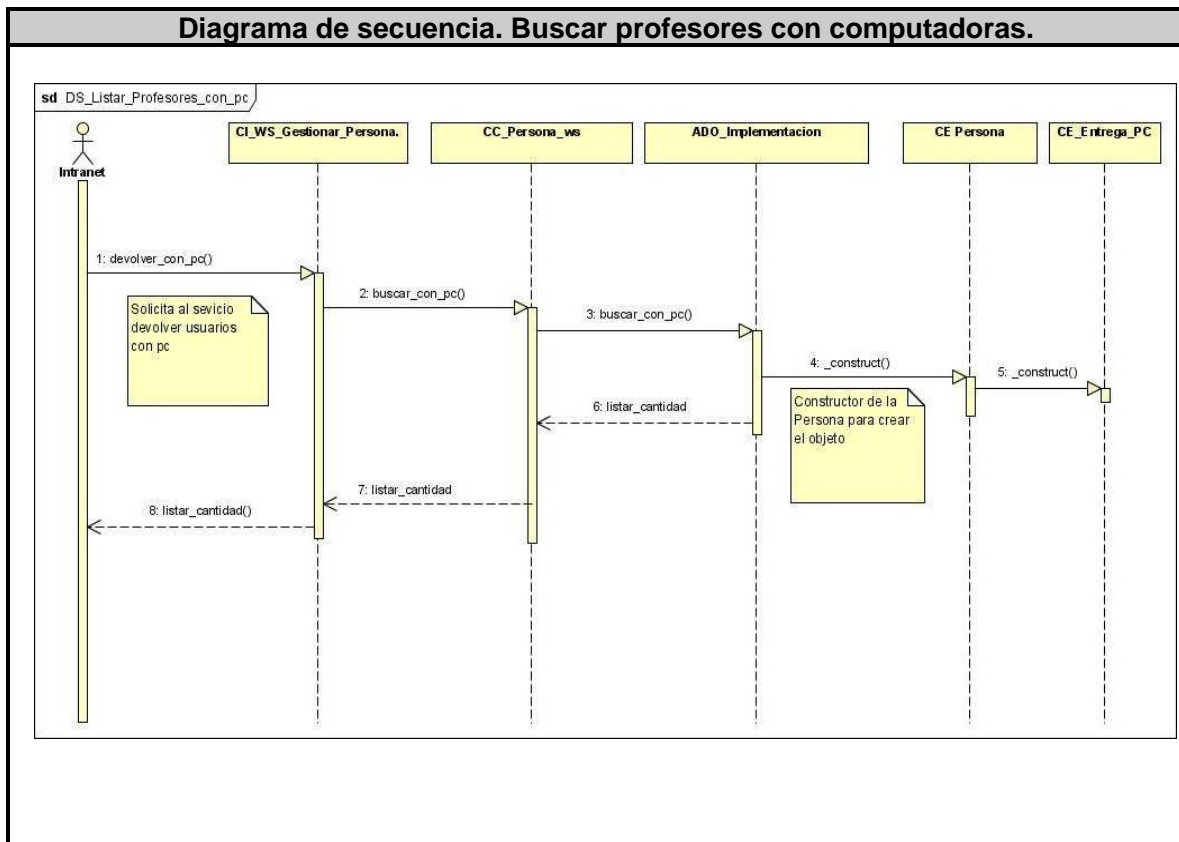 Diagrama de secuencia. Buscar profesores con computadoras.
sd DS_Listar_Profesores_con_pc
CI_WS_Gestionar_Persona.
CC_Persona_ws
ADO_Implementacion
CE Persona
CE_Entrega_PC
Intranet
1: devolver_con_pc()
2: buscar_con_pc()
3: buscar_con_pc()
4: _construct()
5: _construct()
Solicita al sevicio
devolver usuarios
con pc
Constructor de la
Persona para crear
el objeto
6: listar_cantidad
7: listar_cantidad
8: listar_cantidad()